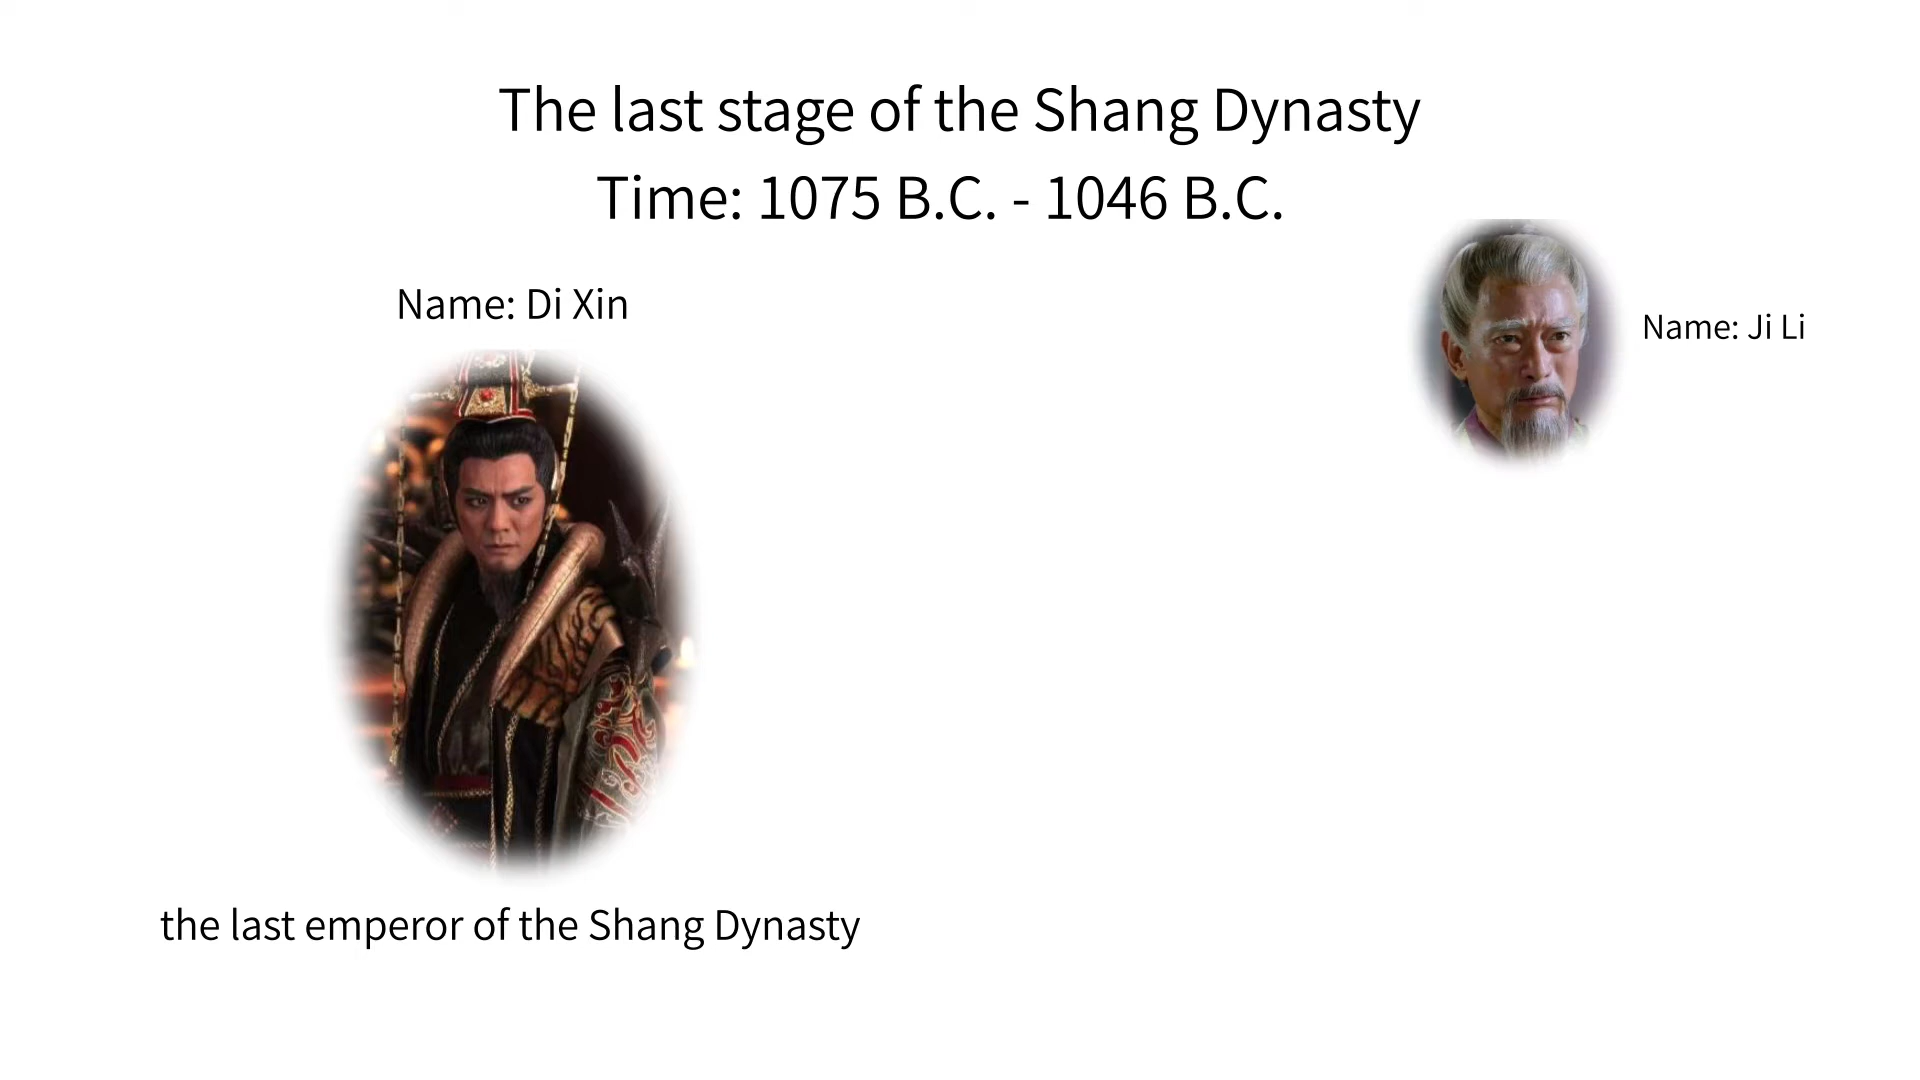 The last stage of the Shang Dynasty
Time: 1075 B.C. - 1046 B.C.
Name: Di Xin
Name: Ji Li
the last emperor of the Shang Dynasty